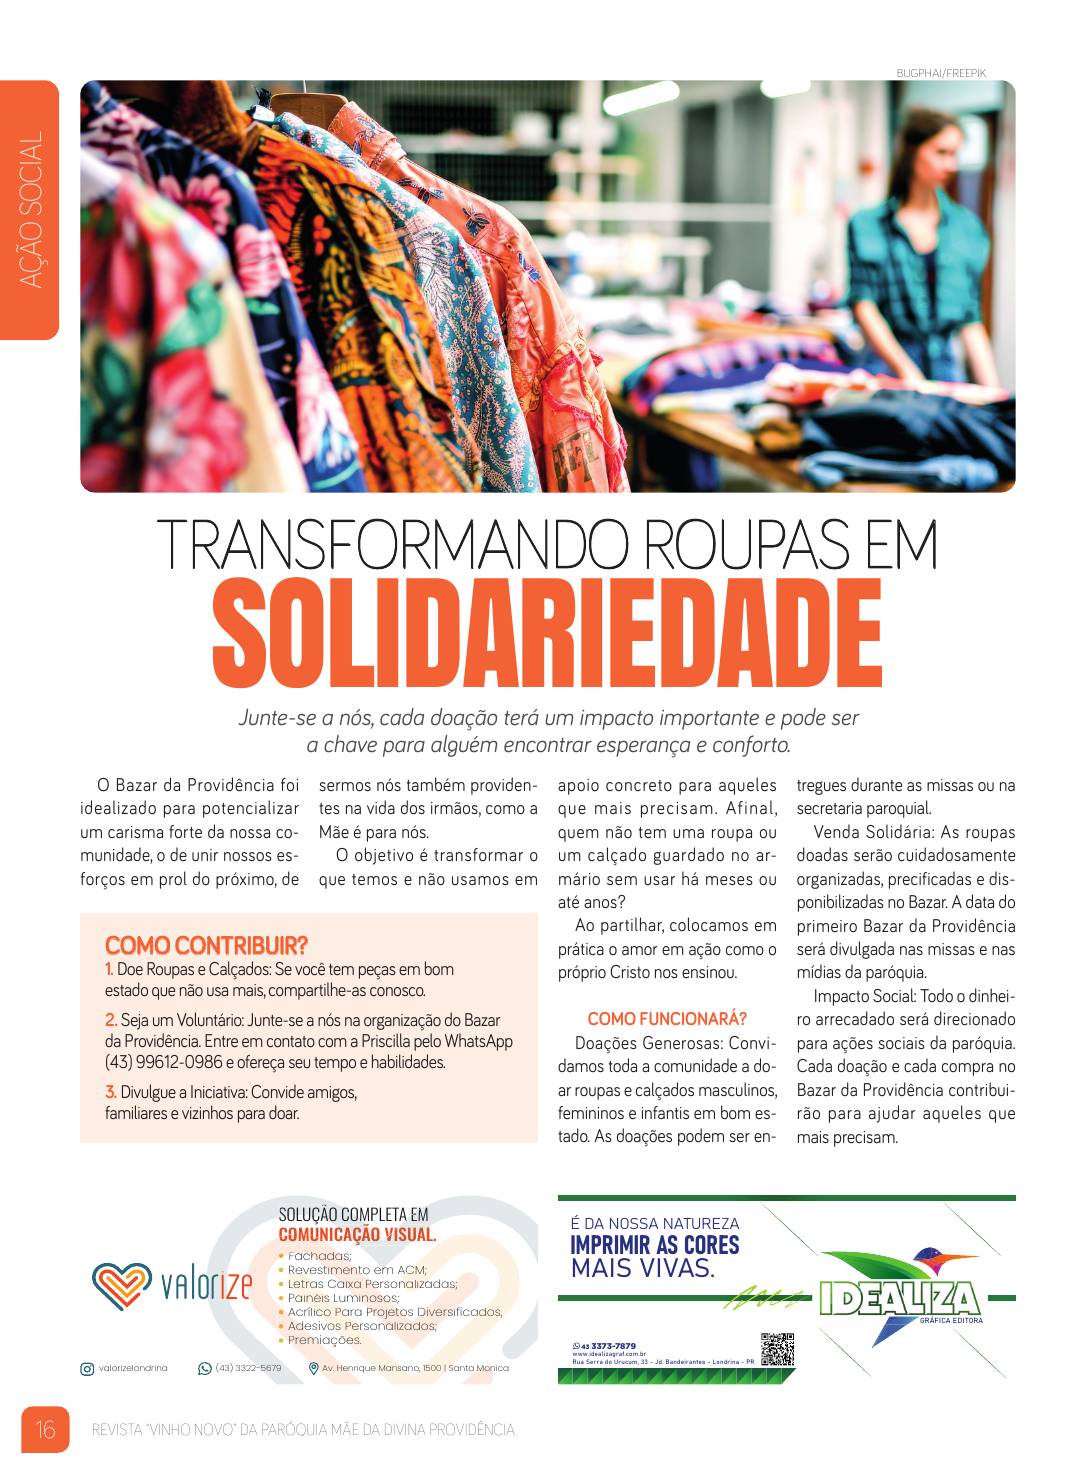 BUGPHAI/FREEPIK
AÇÃO SOCIAL
TRANSFORMANDO ROUPAS EM
SOLIDARIEDADE
Junte-se a nós, cada doação terá um impacto importante e pode ser
a chave para alguém encontrar esperança e conforto.
O Bazar da Providência foi
idealizado para potencializar
um carisma forte da nossa co-
munidade, o de unir nossos es-
forços em prol do próximo, de
sermos nós também providen-
tes na vida dos irmãos, como a
Mãe é para nós.
O objetivo é transformar o
que temos e não usamos em
apoio concreto para aqueles
que mais precisam. Afinal,
quem não tem uma roupa ou
um calçado guardado no ar-
mário sem usar há meses ou
até anos?
Ao partilhar, colocamos em
prática o amor em ação como o
próprio Cristo nos ensinou.
COMO FUNCIONARÁ?
Doações Generosas: Convi-
damos toda a comunidade a do-
ar roupas e calçados masculinos,
femininos e infantis em bom es-
tado. As doações podem ser en-
tregues durante as missas ou na
secretaria paroquial.
Venda Solidária: As roupas
doadas serão cuidadosamente
organizadas, precificadas e dis-
ponibilizadas no Bazar. A data do
primeiro Bazar da Providência
será divulgada nas missas e nas
mídias da paróquia.
Impacto Social: Todo o dinhei-
ro arrecadado será direcionado
para ações sociais da paróquia.
Cada doação e cada compra no
Bazar da Providência contribui-
rão para ajudar aqueles que
mais precisam.
COMO CONTRIBUIR?
1. Doe Roupas e Calçados: Se você tem peças em bom
estado que não usa mais, compartilhe-as conosco.
2. Seja um Voluntário: Junte-se a nós na organização do Bazar
da Providência. Entre em contato com a Priscilla pelo WhatsApp
(43) 99612-0986 e ofereça seu tempo e habilidades.
3. Divulgue a Iniciativa: Convide amigos,
familiares e vizinhos para doar.
valorize
SOLUÇÃO COMPLETA EM
COMUNICAÇÃO VISUAL.
• Fachadas;
• Revestimento em ACM;
• Letras Caixa Personalizadas;
• Painéis Luminosos;
• Acrílico Para Projetos Diversificados,
• Adesivos Personalizados;
• Premiações.
valorizelondrina
(43) 3322-5679
Av. Henrique Mansano, 1500 | Santa Monica
É DA NOSSA NATUREZA
IMPRIMIR AS CORES
MAIS VIVAS.
IDEALIZA
GRÁFICA EDITORA
43 3373-7879
www.idealizagraf.com.br
Rua Serra do Urucum, 33 - Jd. Bandeirantes - Londrina - PR
16
REVISTA “VINHO NOVO” DA PARÓQUIA MÃE DA DIVINA PROVIDÊNCIA